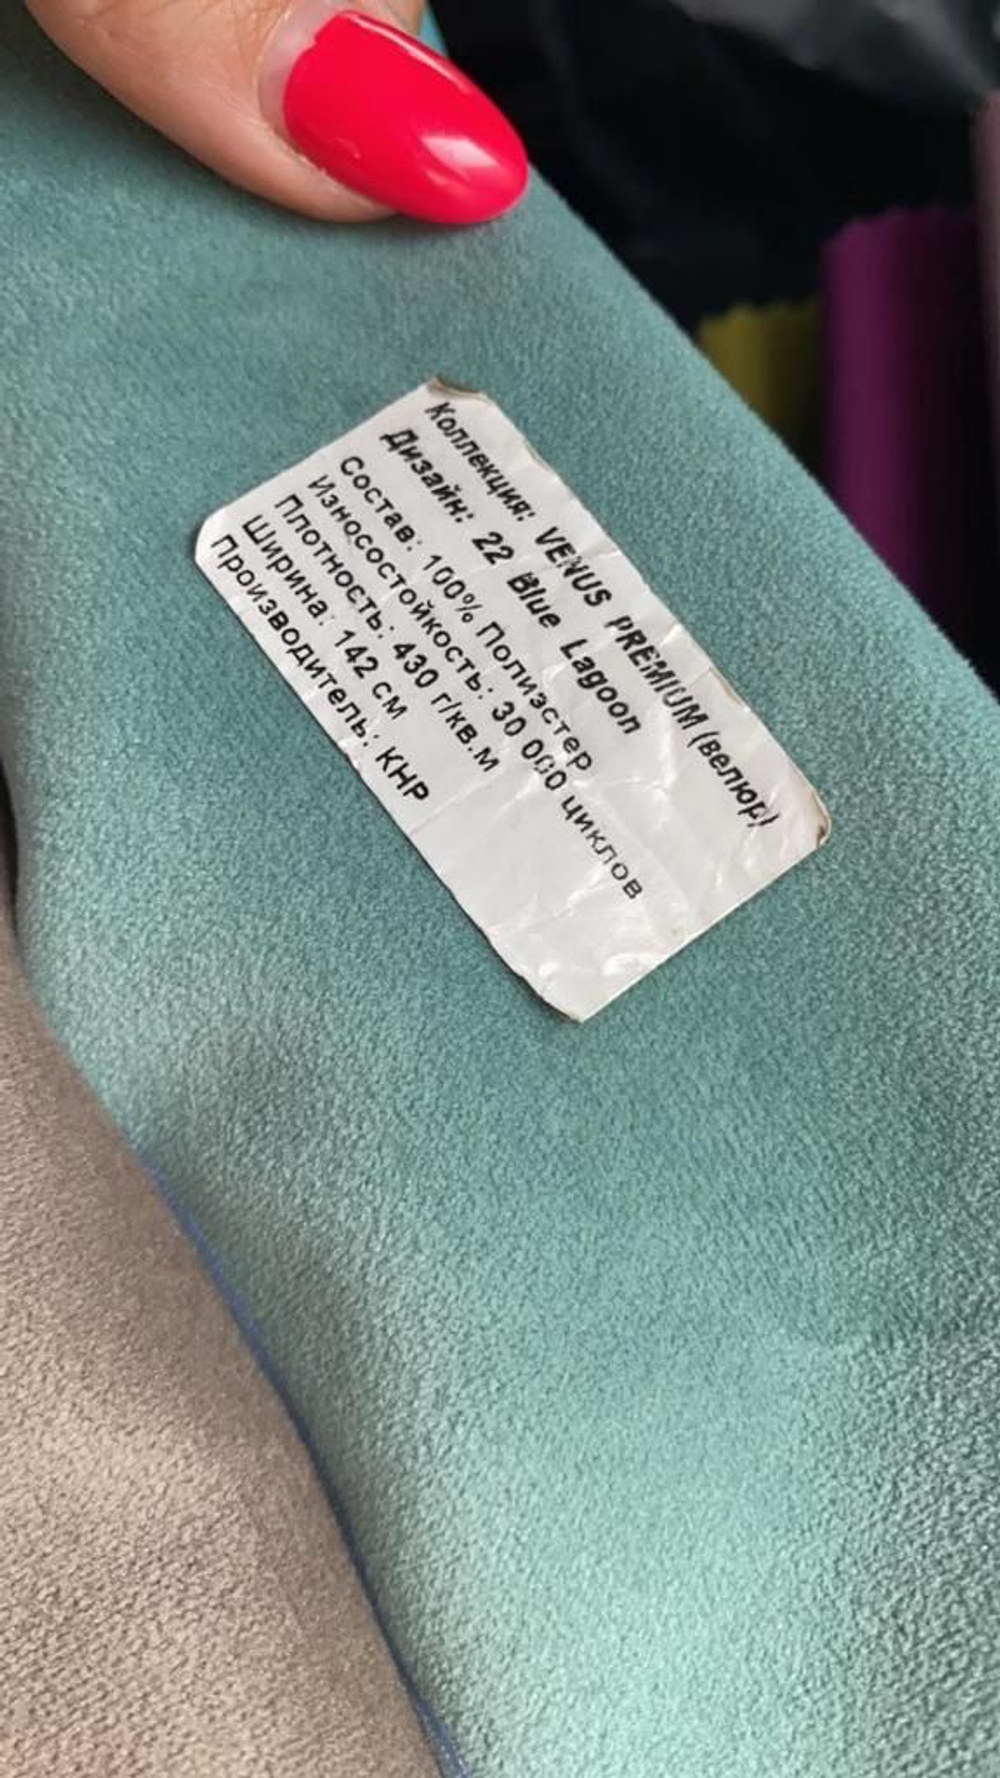 Коллекция: VENUS PREMIUM (велюр)
Дизайн: 22 Blue Lagoon
Состав: 100% Полиэстер
Износостойкость: 30 000 циклов
Плотность: 430 г/кв.м
Ширина: 142 см
Производитель: КНР